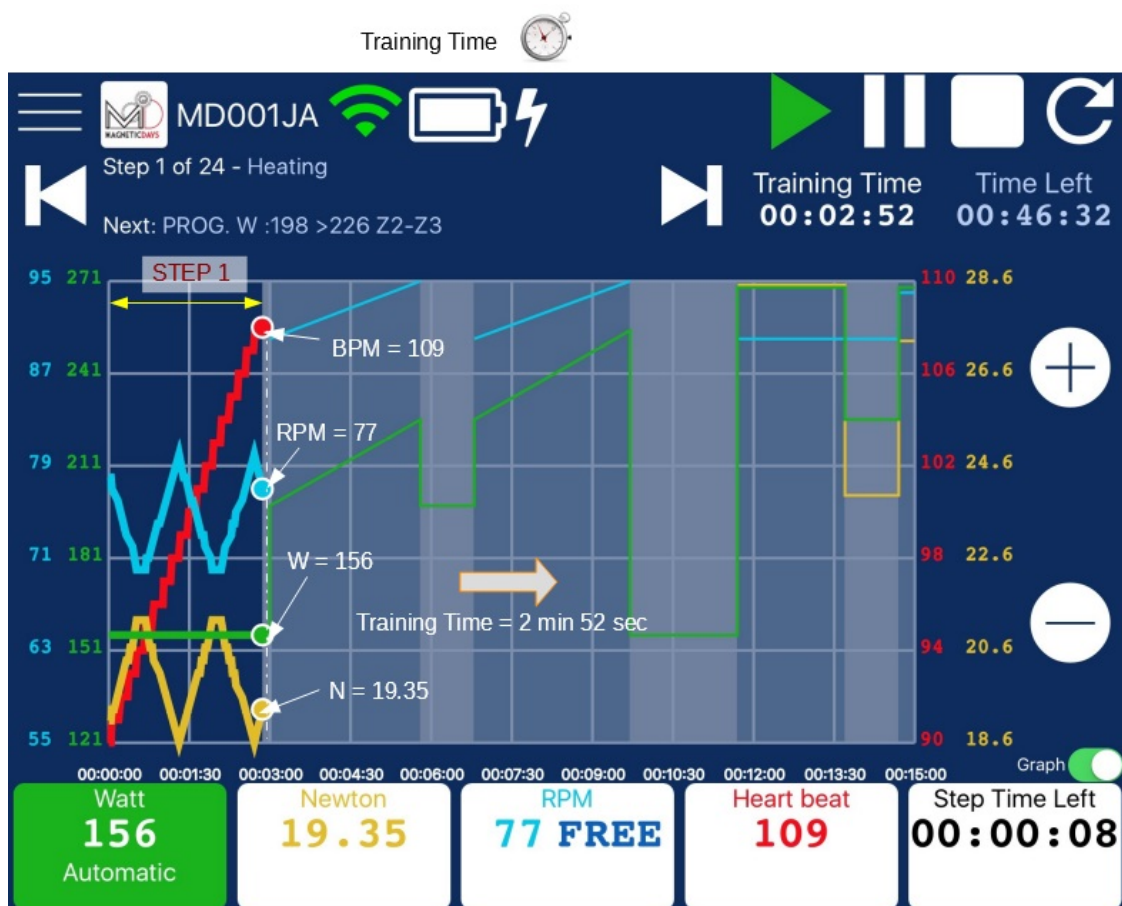 Training Time
MAGNETICDAYS
MD001JA
Step 1 of 24 - Heating
Next: PROG. W :198 >226 Z2-Z3
Training Time
00:02:52
Time Left
00:46:32
STEP 1
95 271
110 28.6
BPM = 109
87 241
106 26.6
RPM = 77
79 211
102 24.6
W = 156
71 181
98 22.6
Training Time = 2 min 52 sec
63 151
94 20.6
N = 19.35
55 121
90 18.6
Graph
00:00:00 00:01:30 00:03:00 00:04:30 00:06:00 00:07:30 00:09:00 00:10:30 00:12:00 00:13:30 00:15:00
Watt
156
Automatic
Newton
19.35
RPM
77 FREE
Heart beat
109
Step Time Left
00:00:08